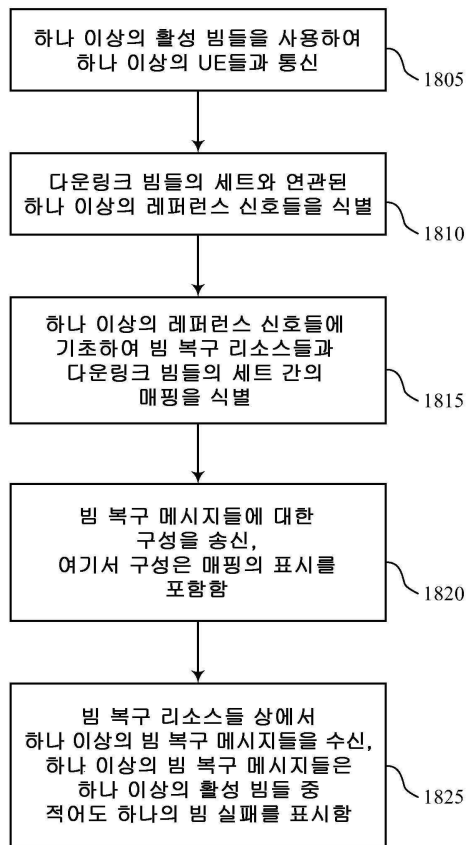 하나 이상의 활성 빔들을 사용하여
하나 이상의 UE들과 통신
1805
다운링크 빔들의 세트와 연관된
하나 이상의 레퍼런스 신호들을 식별
1810
하나 이상의 레퍼런스 신호들에
기초하여 빔 복구 리소스들과
다운링크 빔들의 세트 간의
매핑을 식별
1815
빔 복구 메시지들에 대한
구성을 송신,
여기서 구성은 매핑의 표시를
포함함
1820
빔 복구 리소스들 상에서
하나 이상의 빔 복구 메시지들을 수신,
하나 이상의 빔 복구 메시지들은
하나 이상의 활성 빔들 중
적어도 하나의 빔 실패를 표시함
1825